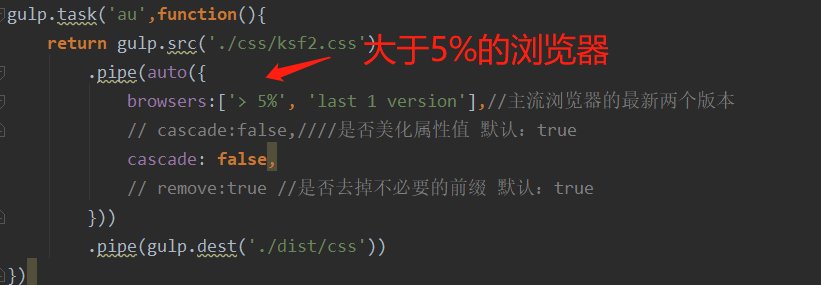 gulp.task('au',function(){
return gulp.src('./css/ksf2.css')
大于5%的浏览器
.pipe(auto({
browsers:['> 5%', 'last 1 version'],//主流浏览器的最新两个版本
// cascade:false,////是否美化属性值 默认：true
cascade: false,
// remove:true //是否去掉不必要的前缀 默认：true
}))
.pipe(gulp.dest('./dist/css'))
})